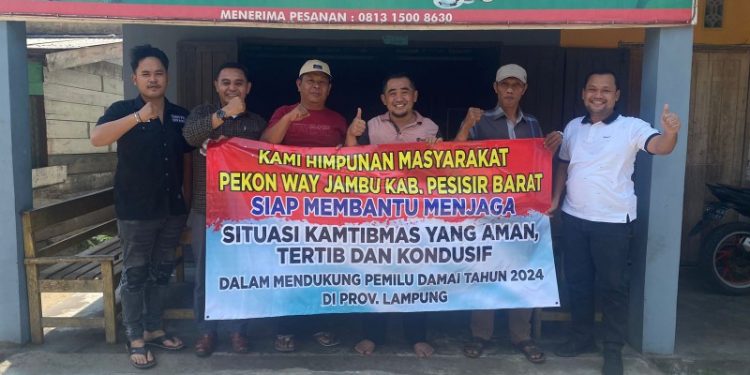 MENERIMA PESANAN : 0813 1500 8630
KAMI HIMPUNAN MASYARAKAT
PEKON WAY JAMBU KAB. PESISIR BARAT
SIAP MEMBANTU MENJAGA
SITUASI KAMTIBMAS YANG AMAN,
TERTIB DAN KONDUSIF
DALAM MENDUKUNG PEMILU DAMAI TAHUN 2024
DI PROV. LAMPUNG